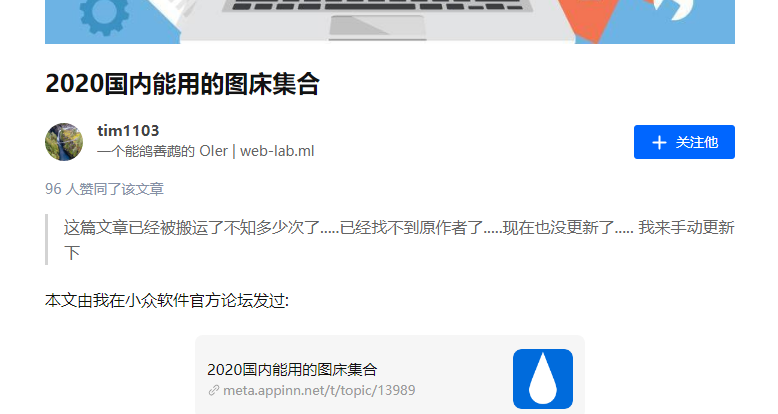 2020国内能用的图床集合
tim1103
一个能鸽善鹉的 OIer | web-lab.ml
关注他
96 人赞同了该文章
这篇文章已经被搬运了不知多少次了.....已经找不到原作者了.....现在也没更新了..... 我来手动更新
下
本文由我在小众软件官方论坛发过:
2020国内能用的图床集合
meta.appinn.net/t/topic/13989